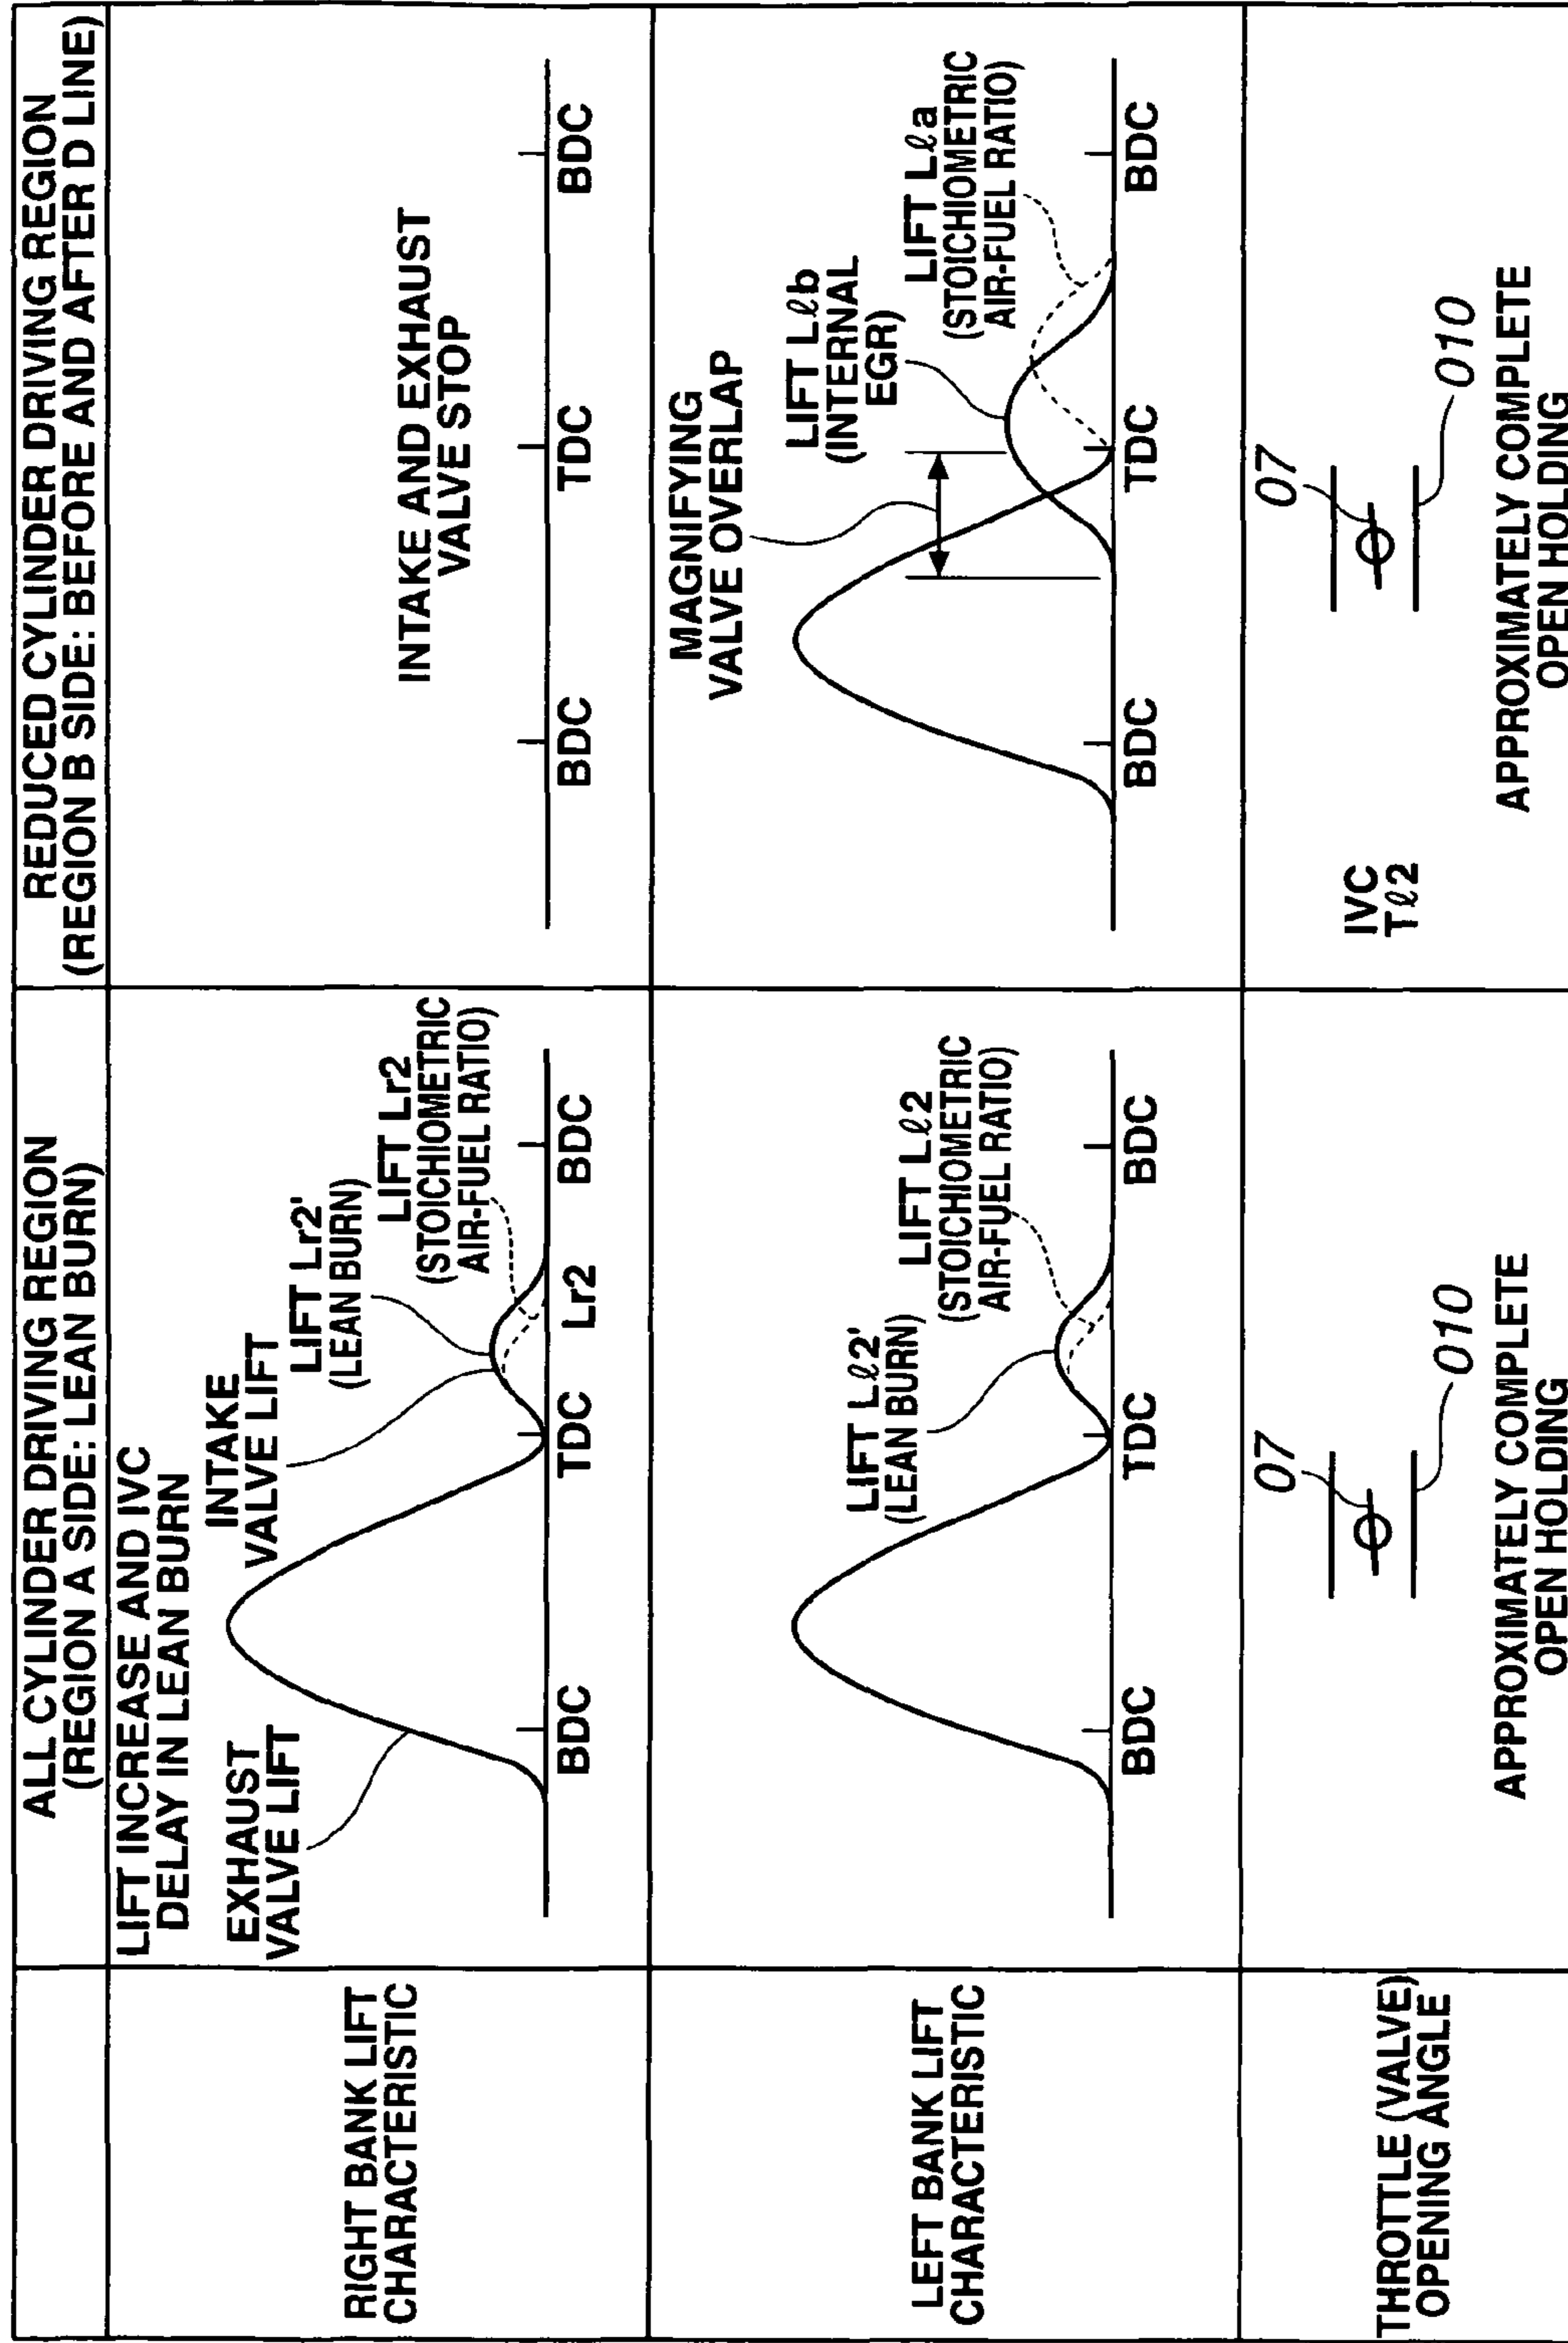 ALL CYLINDER DRIVING REGION
(REGION A SIDE: LEAN BURN)
REDUCED CYLINDER DRIVING REGION
(REGION B SIDE: BEFORE AND AFTER D LINE)
RIGHT BANK LIFT
CHARACTERISTIC
LIFT INCREASE AND IVC
DELAY IN LEAN BURN
EXHAUST
VALVE LIFT
INTAKE
VALVE LIFT
LIFT Lr2'
(LEAN BURN)
LIFT Lr2
(STOICHIOMETRIC
AIR-FUEL RATIO)
BDC
TDC
Lr2
BDC
INTAKE AND EXHAUST
VALVE STOP
BDC
TDC
BDC
LEFT BANK LIFT
CHARACTERISTIC
LIFT Lℓ2'
(LEAN BURN)
LIFT Lℓ2
(STOICHIOMETRIC
AIR-FUEL RATIO)
BDC
TDC
BDC
MAGNIFYING
VALVE OVERLAP
LIFT Lℓb
(INTERNAL
EGR)
LIFT Lℓa
(STOICHIOMETRIC
AIR-FUEL RATIO)
BDC
TDC
BDC
THROTTLE (VALVE)
OPENING ANGLE
07
010
APPROXIMATELY COMPLETE
OPEN HOLDING
IVC
Tℓ2
07
010
APPROXIMATELY COMPLETE
OPEN HOLDING